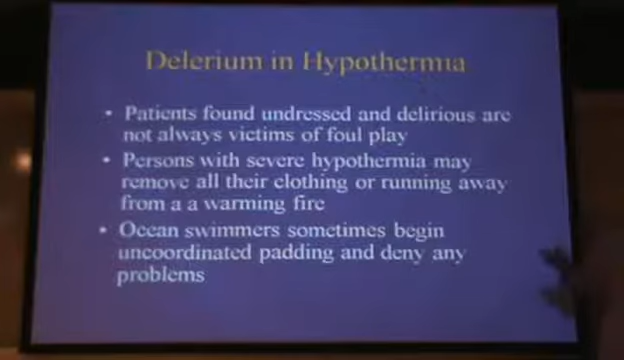 Delerium in Hypothermia
• Patients found undressed and delirious are
not always victims of foul play
• Persons with severe hypothermia may
remove all their clothing or running away
from a a warming fire
• Ocean swimmers sometimes begin
uncoordinated padding and deny any
problems